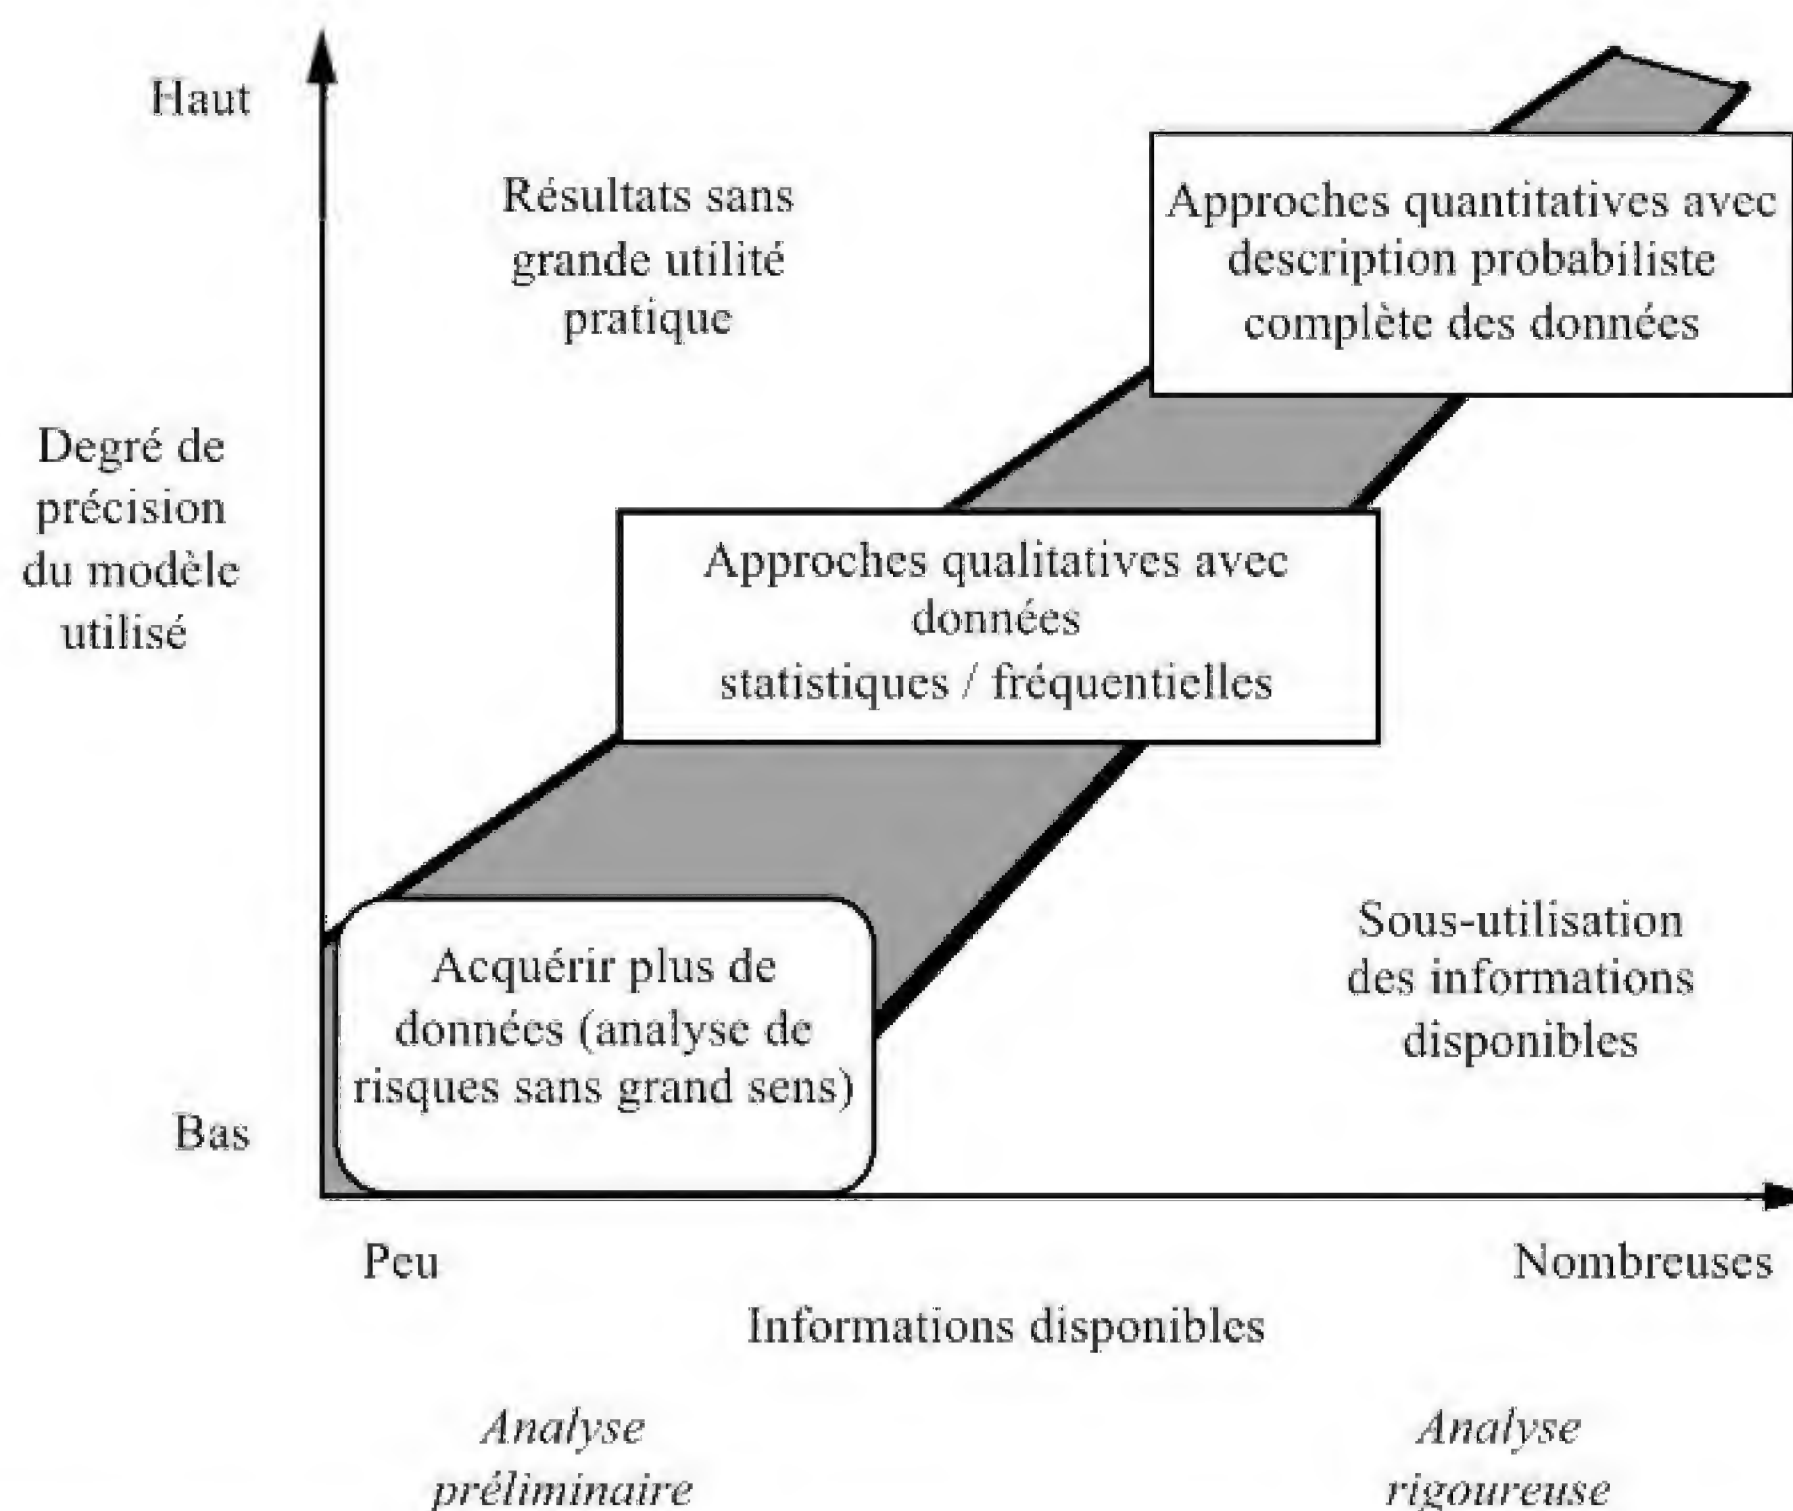 Haut
Résultats sans
grande utilité
pratique
Approches quantitatives avec
description probabiliste
complète des données
Degré de
précision
du modèle
utilisé
Approches qualitatives avec
données
statistiques / fréquentielles
Acquérir plus de
données (analyse de
risques sans grand sens)
Sous-utilisation
des informations
disponibles
Bas
Peu
Nombreuses
Informations disponibles
Analyse
préliminaire
Analyse
rigoureuse